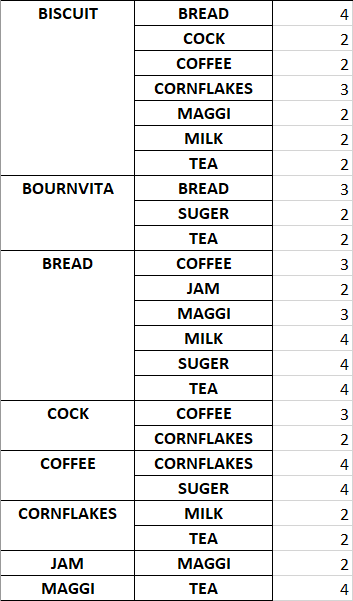 BISCUIT BREAD 4
COCK 2
COFFEE 2
CORNFLAKES 3
MAGGI 2
MILK 2
TEA 2
BOURNVITA BREAD 3
SUGER 2
TEA 2
BREAD COFFEE 3
JAM 2
MAGGI 3
MILK 4
SUGER 4
TEA 4
COCK COFFEE 3
CORNFLAKES 2
COFFEE CORNFLAKES 4
SUGER 4
CORNFLAKES MILK 2
TEA 2
JAM MAGGI 2
MAGGI TEA 4